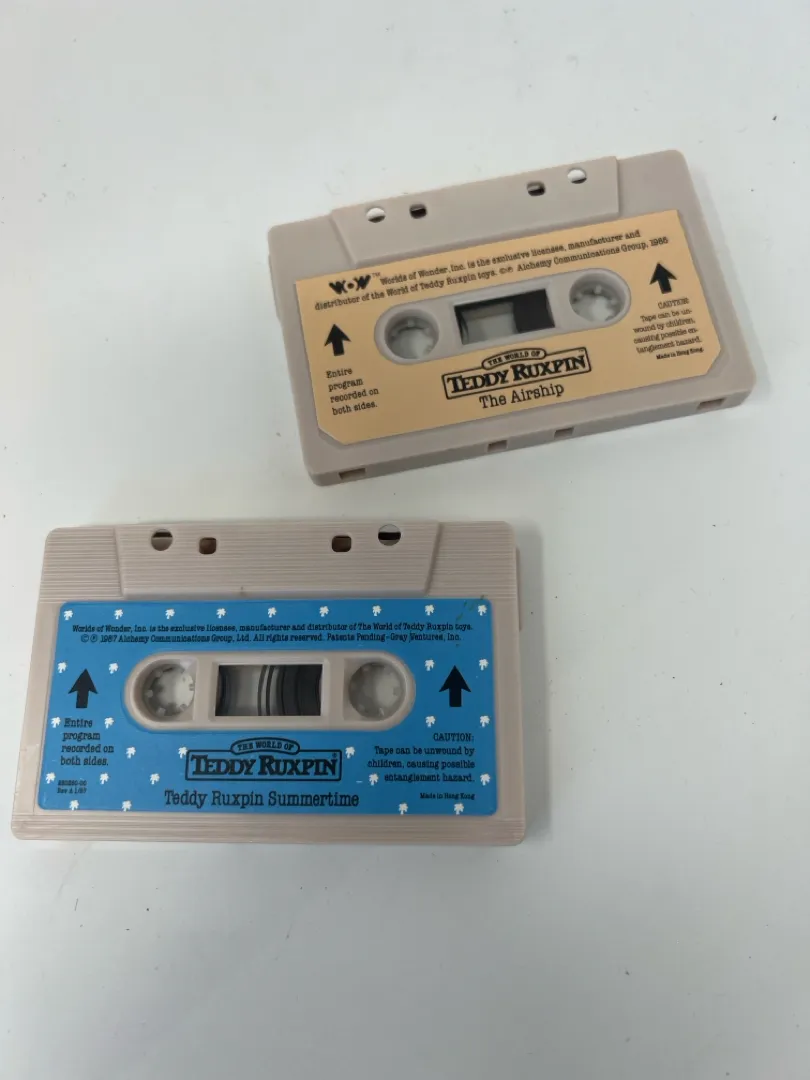 WOW™ Worlds of Wonder, Inc. is the exclusive licensee, manufacturer and
distributor of the World of Teddy Ruxpin toys. ©℗ Alchemy Communications Group, 1985
Entire
program
recorded on
both sides.
CAUTION:
Tape can be un-
wound by children,
causing possible en-
tanglement hazard.
Made in Hong Kong
THE WORLD OF
TEDDY RUXPIN
The Airship
Worlds of Wonder, Inc. is the exclusive licensee, manufacturer and distributor of The World of Teddy Ruxpin toys.
©℗ 1987 Alchemy Communications Group, Ltd. All rights reserved. Patents Pending-Gray Ventures, Inc.
Entire
program
recorded on
both sides.
Rev A 1/87
CAUTION:
Tape can be unwound by
children, causing possible
entanglement hazard.
Made in Hong Kong
THE WORLD OF
TEDDY RUXPIN®
Teddy Ruxpin Summertime